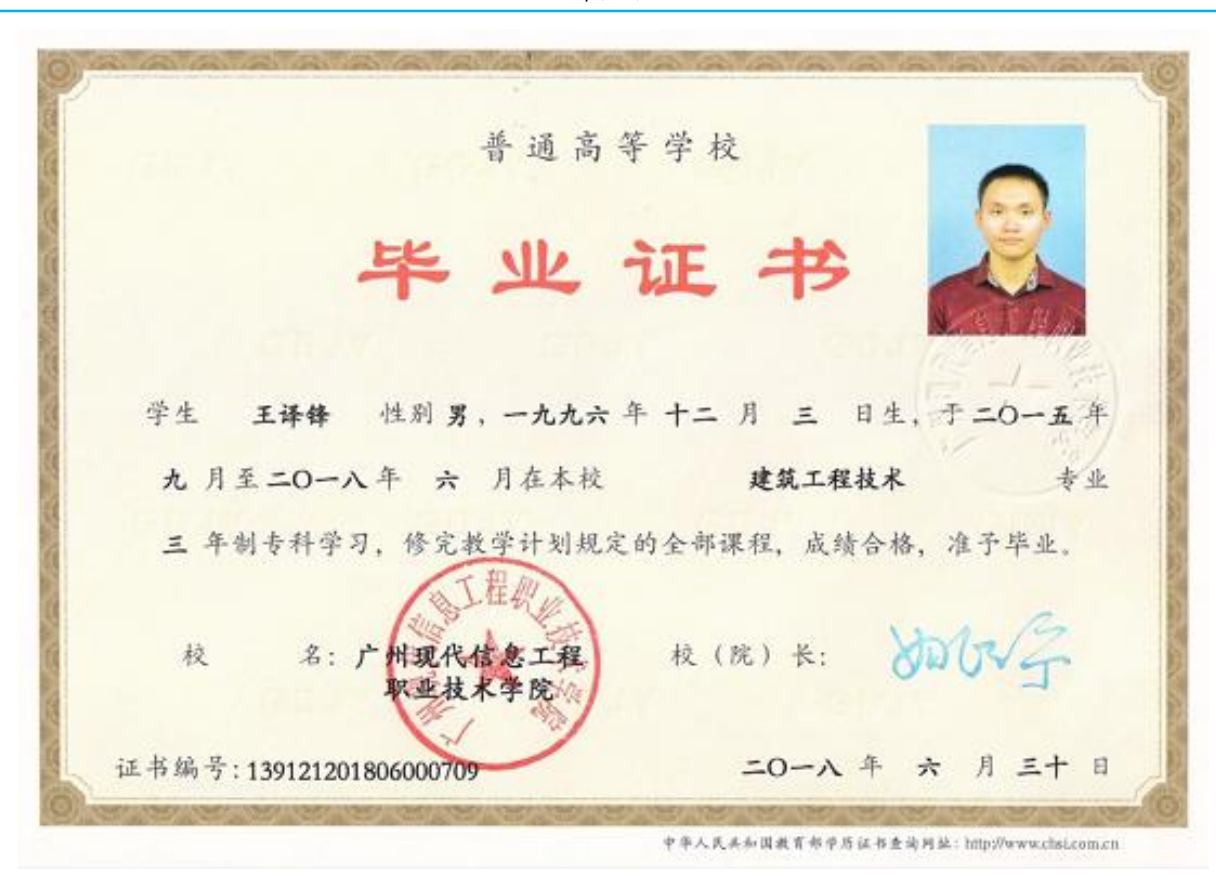 普通高等学校
毕业证书
学生 王译锋 性别 男，一九九六 年 十二 月 三 日生，于 二〇一五 年
九 月至 二〇一八 年 六 月在本校 建筑工程技术 专业
三 年制专科学习，修完教学计划规定的全部课程，成绩合格，准予毕业。
校 名：广州现代信息工程
职业技术学院
校（院）长：
证书编号：139121201806000709
二〇一八 年 六 月 三十 日
中华人民共和国教育部学历证书查询网址：http://www.chsi.com.cn